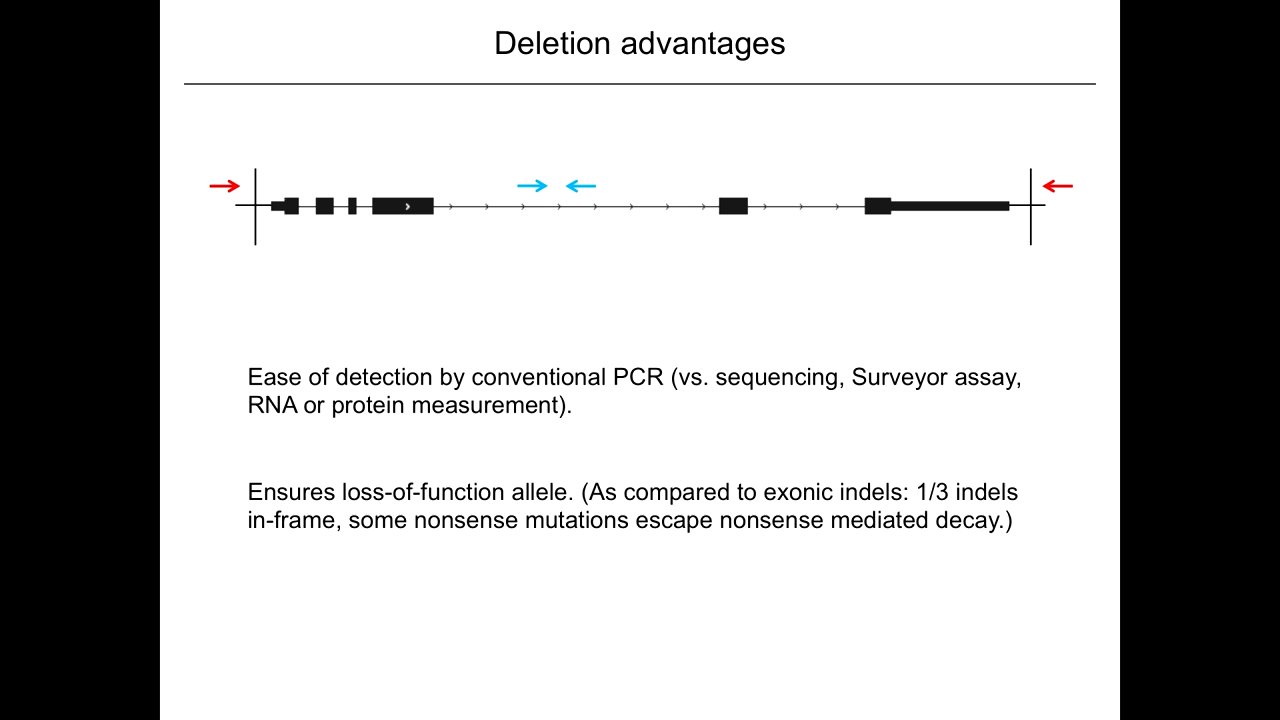 Deletion advantages
Ease of detection by conventional PCR (vs. sequencing, Surveyor assay,
RNA or protein measurement).
Ensures loss-of-function allele. (As compared to exonic indels: 1/3 indels
in-frame, some nonsense mutations escape nonsense mediated decay.)